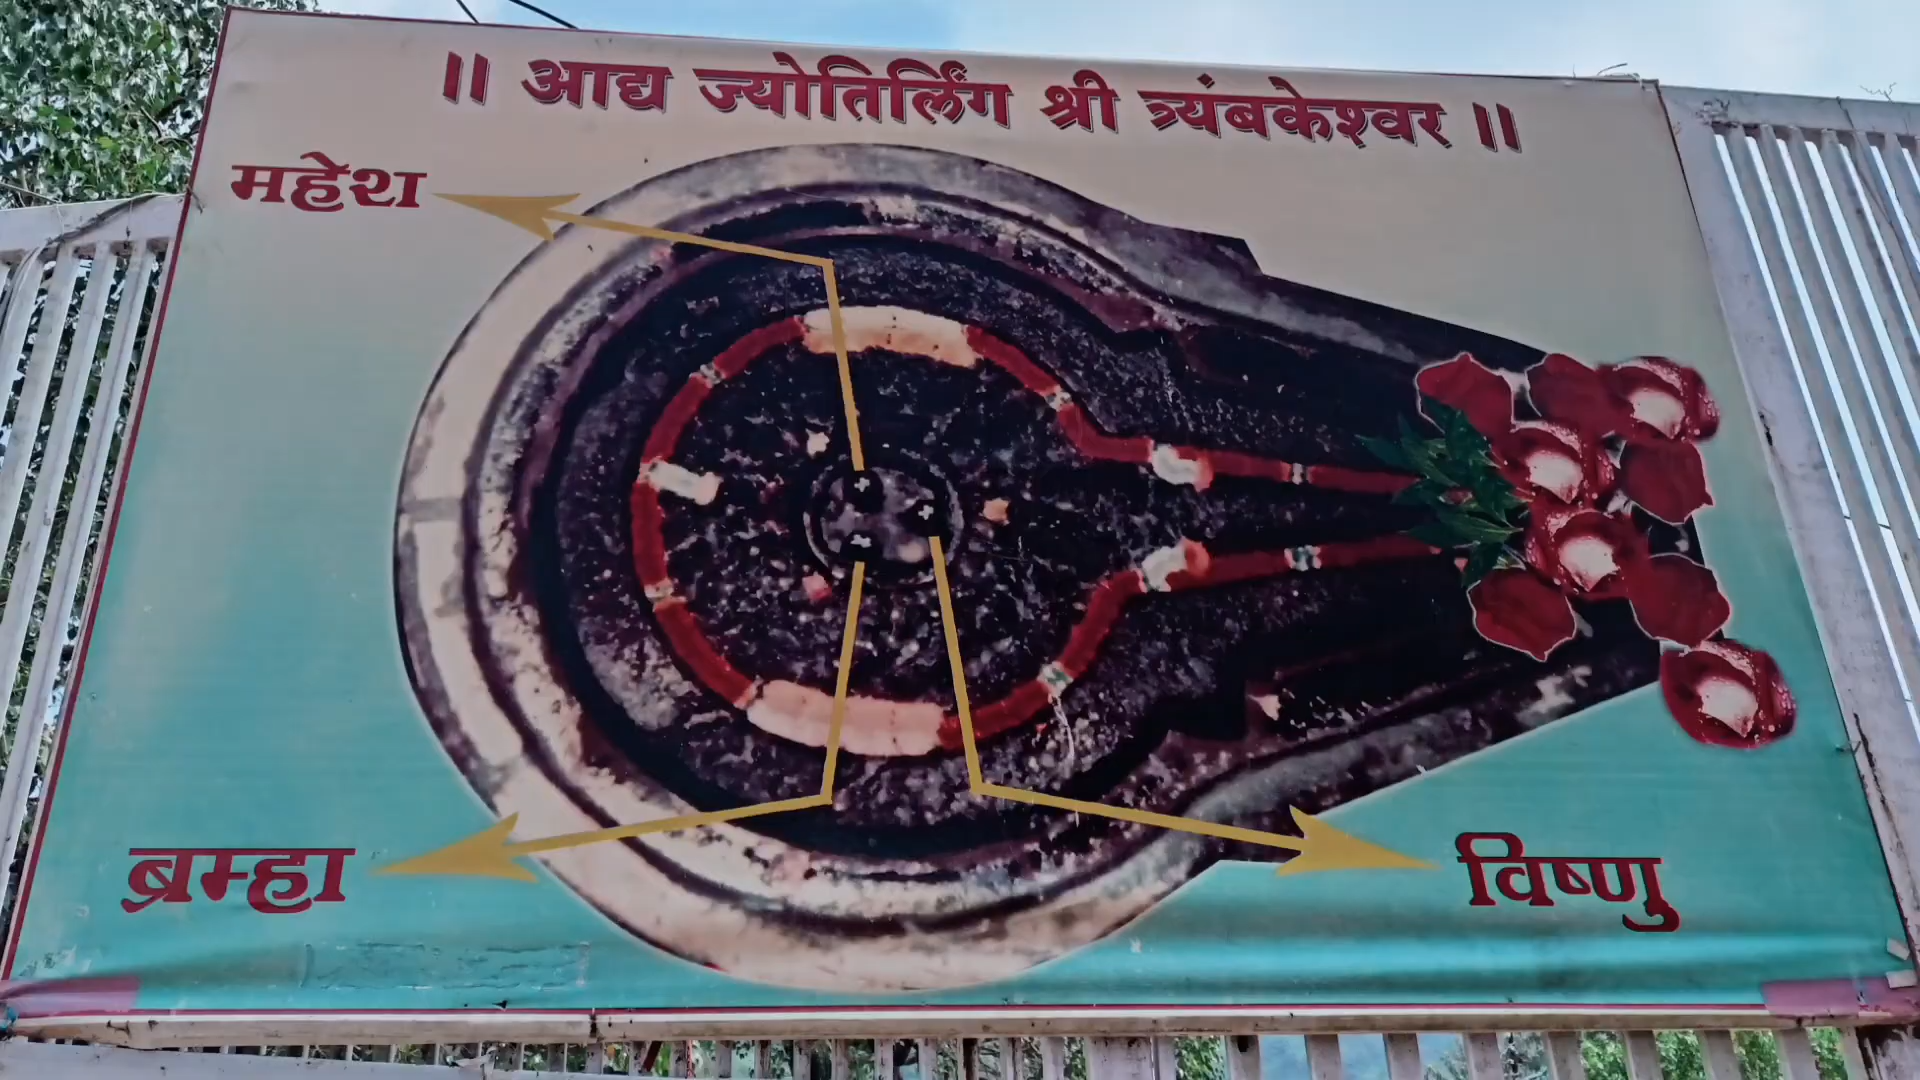 ॥ आद्य ज्योतिर्लिंग श्री त्र्यंबकेश्वर ॥
महेश
ब्रम्हा
विष्णु